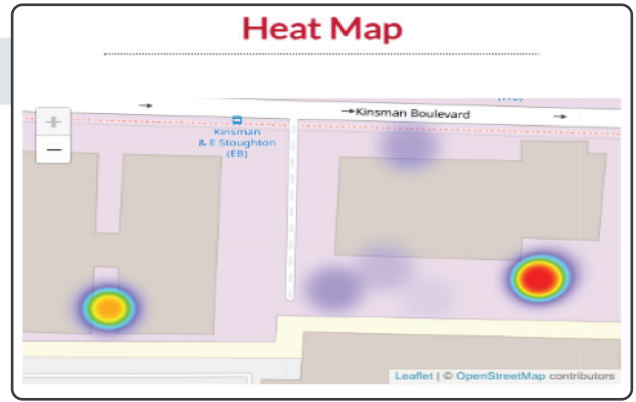 Heat Map
Kinsman Boulevard
Kinsman
& E Stoughton
(EB)
+
−
Leaflet | © OpenStreetMap contributors